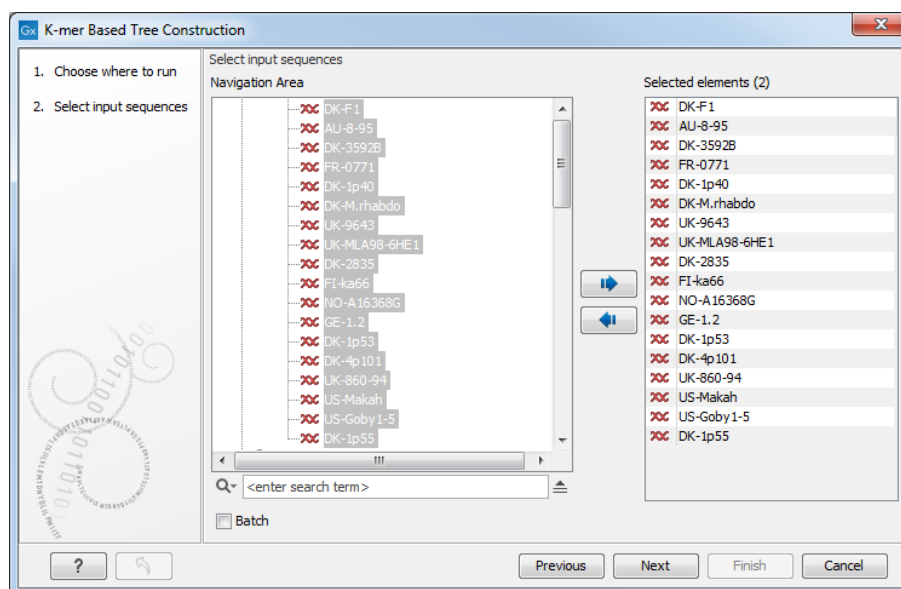 Gx K-mer Based Tree Construction
1. Choose where to run
2. Select input sequences
Select input sequences
Navigation Area
DK-F1
AU-8-95
DK-3592B
FR-0771
DK-1p40
DK-M.rhabdo
UK-9643
UK-MLA98-6HE1
DK-2835
FI-ka66
NO-A16368G
GE-1.2
DK-1p53
DK-4p101
UK-860-94
US-Makah
US-Goby1-5
DK-1p55
<enter search term>
Batch
Selected elements (2)
DK-F1
AU-8-95
DK-3592B
FR-0771
DK-1p40
DK-M.rhabdo
UK-9643
UK-MLA98-6HE1
DK-2835
FI-ka66
NO-A16368G
GE-1.2
DK-1p53
DK-4p101
UK-860-94
US-Makah
US-Goby1-5
DK-1p55
? Previous Next Finish Cancel